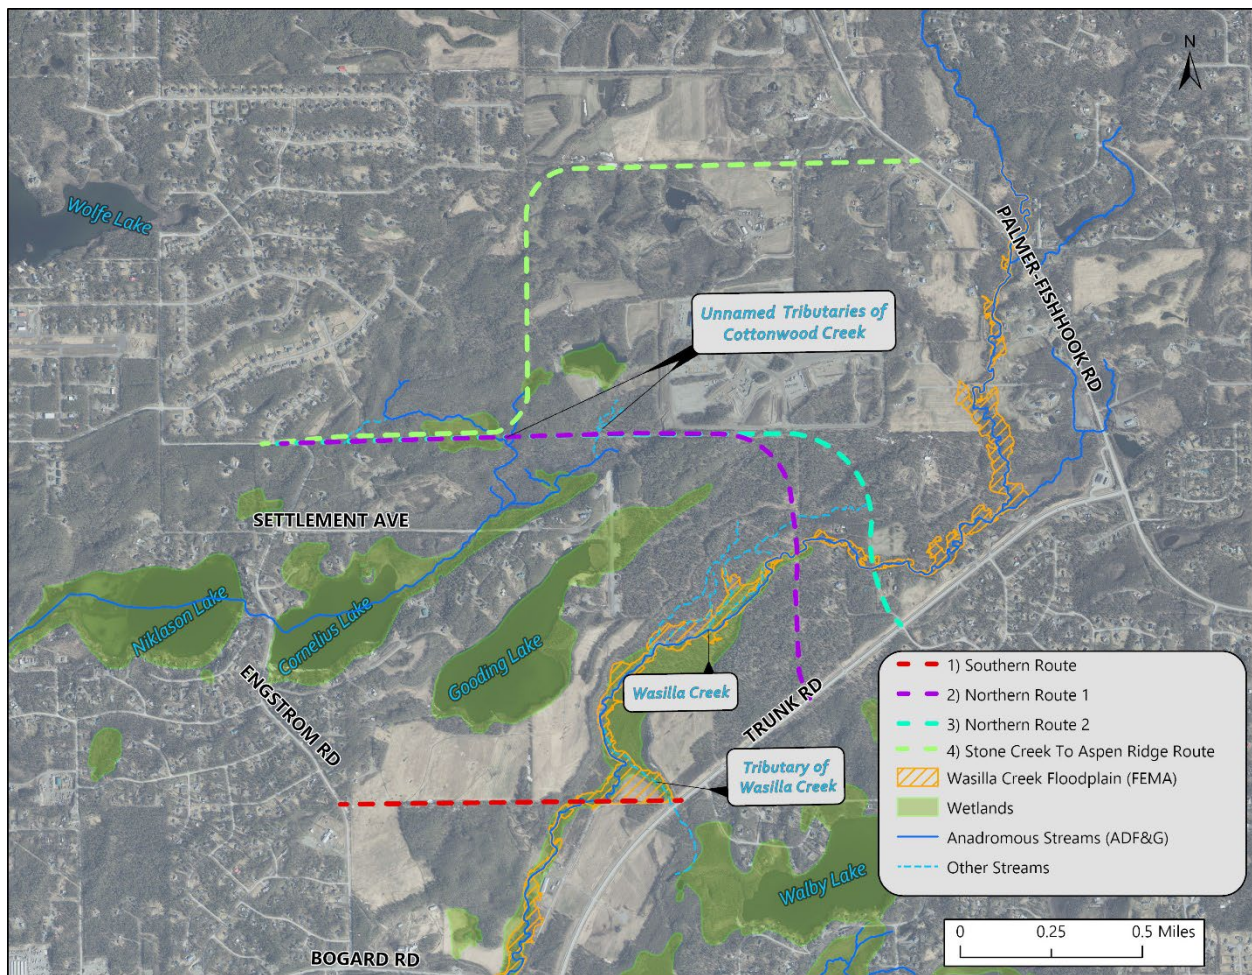 N
Wolfe Lake
PALMER-FISHHOOK RD
Unnamed Tributaries of
Cottonwood Creek
SETTLEMENT AVE
Niklason Lake
Cornelius Lake
Gooding Lake
Wasilla Creek
ENGSTROM RD
TRUNK RD
Tributary of
Wasilla Creek
Walby Lake
BOGARD RD
1) Southern Route
2) Northern Route 1
3) Northern Route 2
4) Stone Creek To Aspen Ridge Route
Wasilla Creek Floodplain (FEMA)
Wetlands
Anadromous Streams (ADF&G)
Other Streams
0 0.25 0.5 Miles